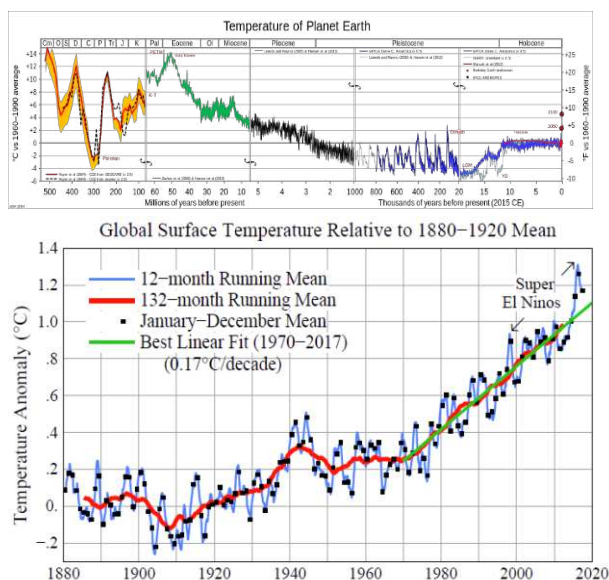 Temperature of Planet Earth
Cm O S D C P Tr J K Pal Eocene Ol Miocene Pliocene Pleistocene Holocene
°C vs 1960-1990 average
+14
+12
+10
+8
+6
+4
+2
0
-2
-4
-6
+25
+20
+15
+10
+5
0
-5
-10
°F vs 1960-1990 average
2100
2050
500 400 300 200 100 60 50 40 30 20 10 5 4 3 2 1000 800 600 400 200 20 15 10 5 0
Millions of years before present
Thousands of years before present (2015 CE)
Global Surface Temperature Relative to 1880−1920 Mean
12−month Running Mean
132−month Running Mean
January−December Mean
Best Linear Fit (1970−2017)
(0.17°C/decade)
Super
El Ninos
Temperature Anomaly (°C)
1.4
1.2
1.0
.8
.6
.4
.2
0.
−.2
1880 1900 1920 1940 1960 1980 2000 2020